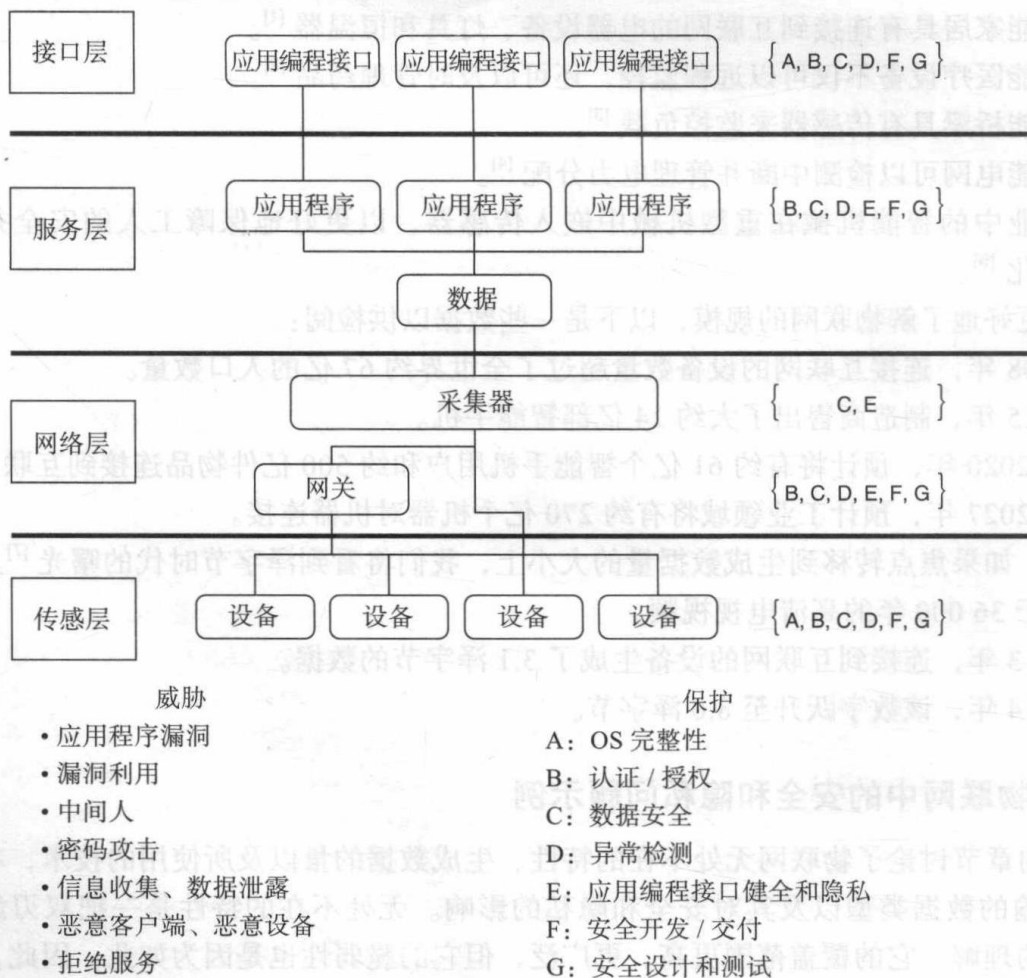 接口层
应用编程接口 应用编程接口 应用编程接口 { A, B, C, D, F, G }
服务层
应用程序 应用程序 应用程序 { B, C, D, E, F, G }
数据
网络层
采集器 { C, E }
网关 { B, C, D, E, F, G }
传感层
设备 设备 设备 设备 { A, B, C, D, F, G }
威胁
• 应用程序漏洞
• 漏洞利用
• 中间人
• 密码攻击
• 信息收集、数据泄露
• 恶意客户端、恶意设备
• 拒绝服务
保护
A：OS 完整性
B：认证 / 授权
C：数据安全
D：异常检测
E：应用编程接口健全和隐私
F：安全开发 / 交付
G：安全设计和测试